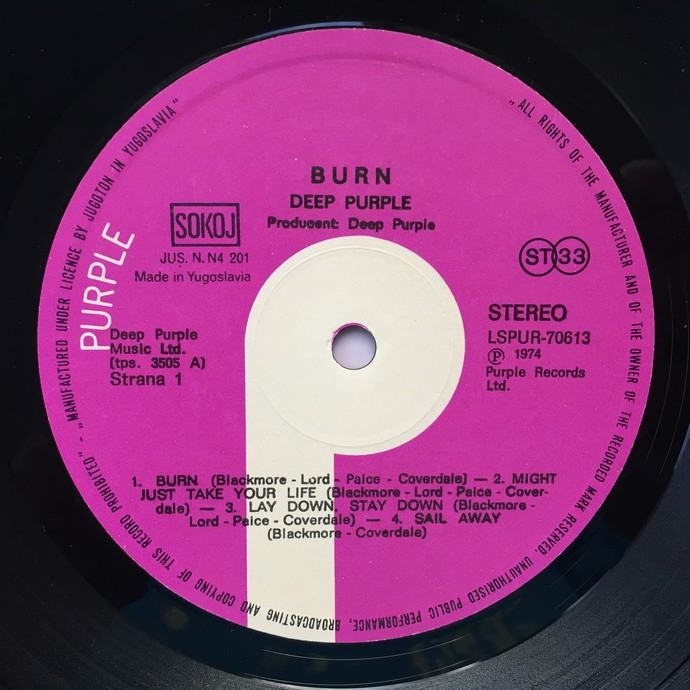 BURN
DEEP PURPLE
Producent: Deep Purple
SOKOJ
JUS. N. N4 201
Made in Yugoslavia
ST 33
PURPLE
STEREO
LSPUR-70613
Ⓟ 1974
Purple Records
Ltd.
Deep Purple
Music Ltd.
(tps. 3505 A)
Strana 1
1. BURN (Blackmore - Lord - Paice - Coverdale) — 2. MIGHT
JUST TAKE YOUR LIFE (Blackmore - Lord - Paice - Cover-
dale) — 3. LAY DOWN, STAY DOWN (Blackmore -
Lord - Paice - Coverdale) — 4. SAIL AWAY
(Blackmore - Coverdale)
„ALL RIGHTS OF THE MANUFACTURER AND OF THE OWNER OF THE RECORDED MARK RESERVED. UNAUTHORISED PUBLIC PERFORMANCE, BROADCASTING AND COPYING OF THIS RECORD PROHIBITED" - „MANUFACTURED UNDER LICENCE BY JUGOTON IN YUGOSLAVIA"